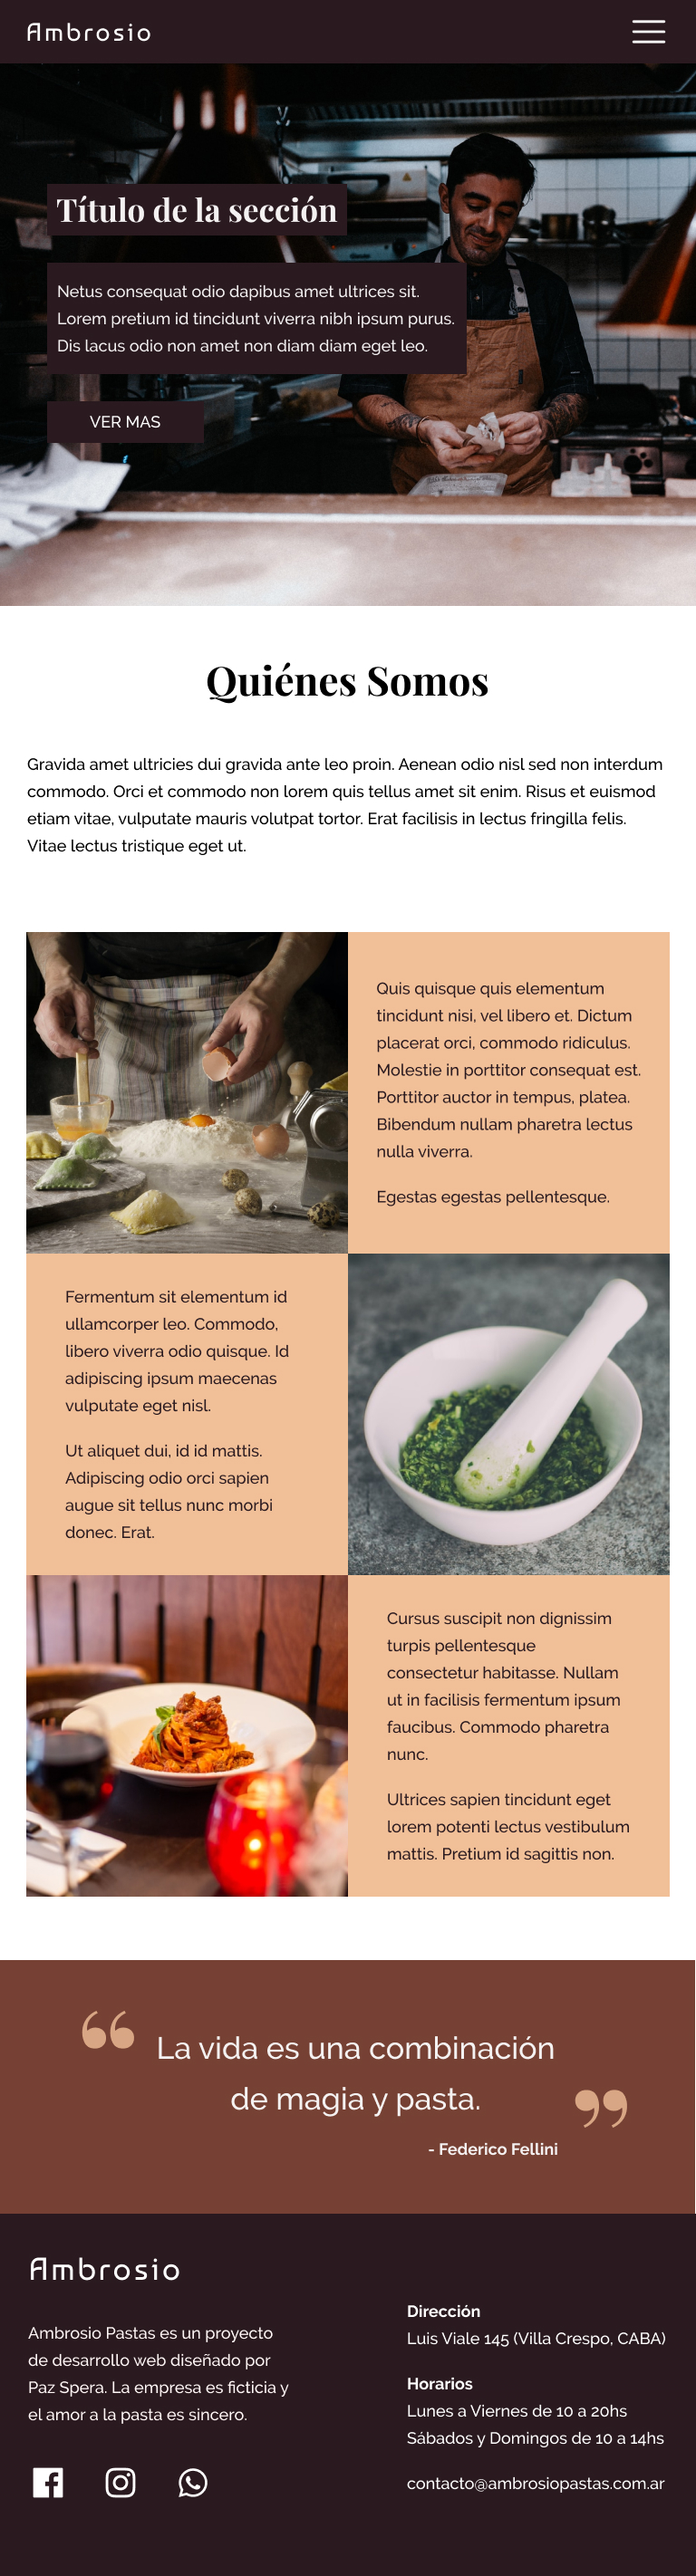 Ambrosio
Título de la sección
Netus consequat odio dapibus amet ultrices sit.
Lorem pretium id tincidunt viverra nibh ipsum purus.
Dis lacus odio non amet non diam diam eget leo.
VER MAS
Quiénes Somos
Gravida amet ultricies dui gravida ante leo proin. Aenean odio nisl sed non interdum
commodo. Orci et commodo non lorem quis tellus amet sit enim. Risus et euismod
etiam vitae, vulputate mauris volutpat tortor. Erat facilisis in lectus fringilla felis.
Vitae lectus tristique eget ut.
Quis quisque quis elementum
tincidunt nisi, vel libero et. Dictum
placerat orci, commodo ridiculus.
Molestie in porttitor consequat est.
Porttitor auctor in tempus, platea.
Bibendum nullam pharetra lectus
nulla viverra.
Egestas egestas pellentesque.
Fermentum sit elementum id
ullamcorper leo. Commodo,
libero viverra odio quisque. Id
adipiscing ipsum maecenas
vulputate eget nisl.
Ut aliquet dui, id id mattis.
Adipiscing odio orci sapien
augue sit tellus nunc morbi
donec. Erat.
Cursus suscipit non dignissim
turpis pellentesque
consectetur habitasse. Nullam
ut in facilisis fermentum ipsum
faucibus. Commodo pharetra
nunc.
Ultrices sapien tincidunt eget
lorem potenti lectus vestibulum
mattis. Pretium id sagittis non.
“ La vida es una combinación
de magia y pasta. ”
- Federico Fellini
Ambrosio
Ambrosio Pastas es un proyecto
de desarrollo web diseñado por
Paz Spera. La empresa es ficticia y
el amor a la pasta es sincero.
Dirección
Luis Viale 145 (Villa Crespo, CABA)
Horarios
Lunes a Viernes de 10 a 20hs
Sábados y Domingos de 10 a 14hs
contacto@ambrosiopastas.com.ar